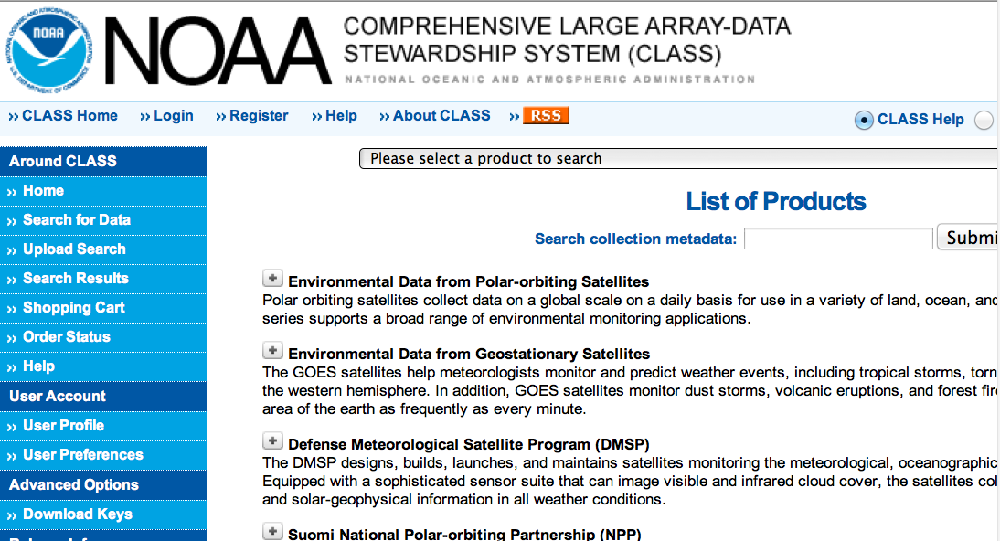 NOAA
NATIONAL OCEANIC AND ATMOSPHERIC ADMINISTRATION
U.S. DEPARTMENT OF COMMERCE
NOAA
COMPREHENSIVE LARGE ARRAY-DATA
STEWARDSHIP SYSTEM (CLASS)
NATIONAL OCEANIC AND ATMOSPHERIC ADMINISTRATION
»CLASS Home »Login »Register »Help »About CLASS »RSS CLASS Help
Around CLASS
» Home
» Search for Data
» Upload Search
» Search Results
» Shopping Cart
» Order Status
» Help
User Account
» User Profile
» User Preferences
Advanced Options
» Download Keys
Please select a product to search
List of Products
Search collection metadata: Submi
+ Environmental Data from Polar-orbiting Satellites
Polar orbiting satellites collect data on a global scale on a daily basis for use in a variety of land, ocean, and
series supports a broad range of environmental monitoring applications.
+ Environmental Data from Geostationary Satellites
The GOES satellites help meteorologists monitor and predict weather events, including tropical storms, torn
the western hemisphere. In addition, GOES satellites monitor dust storms, volcanic eruptions, and forest fire
area of the earth as frequently as every minute.
+ Defense Meteorological Satellite Program (DMSP)
The DMSP designs, builds, launches, and maintains satellites monitoring the meteorological, oceanographic
Equipped with a sophisticated sensor suite that can image visible and infrared cloud cover, the satellites col
and solar-geophysical information in all weather conditions.
+ Suomi National Polar-orbiting Partnership (NPP)